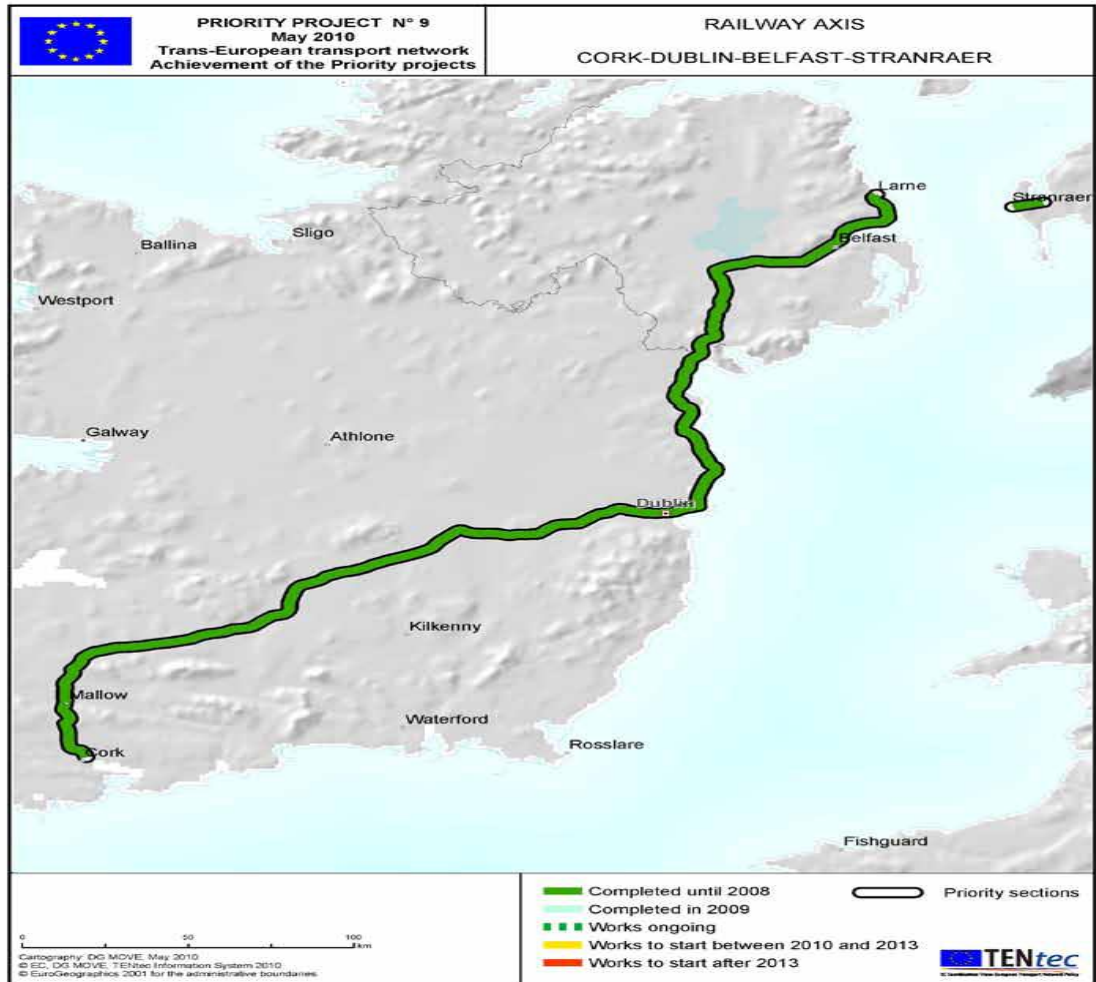 PRIORITY PROJECT N° 9
May 2010
Trans-European transport network
Achievement of the Priority projects
RAILWAY AXIS
CORK-DUBLIN-BELFAST-STRANRAER
Larne
Stranraer
Belfast
Sligo
Ballina
Westport
Galway
Athlone
Dublin
Kilkenny
Mallow
Waterford
Cork
Rosslare
Fishguard
Completed until 2008
Priority sections
Completed in 2009
Works ongoing
Works to start between 2010 and 2013
Works to start after 2013
0 50 100
km
Cartography: DG MOVE, May 2010
© EC, DG MOVE, TENtec Information System 2010
© EuroGeographics 2001 for the administrative boundaries
TENtec